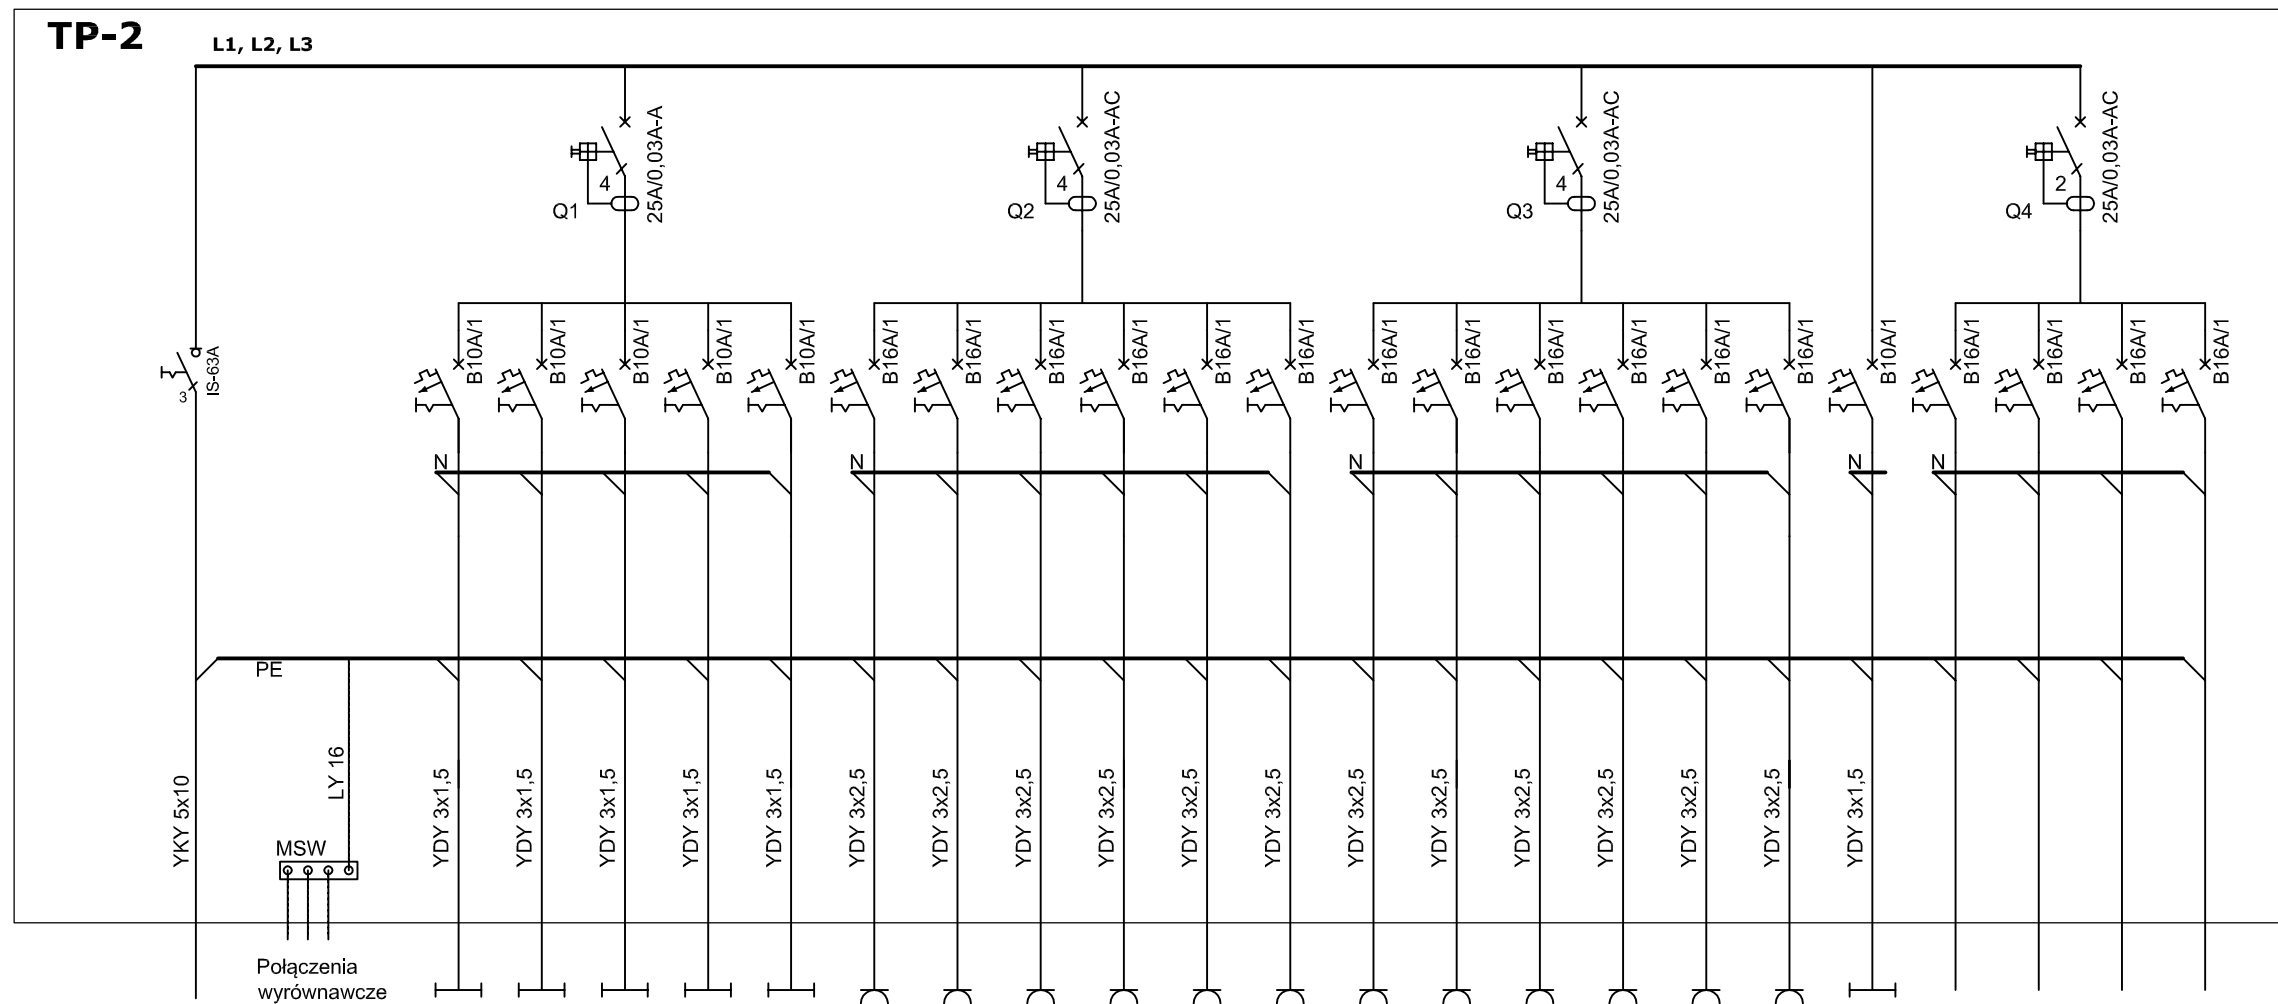 TP-2
L1, L2, L3
Q1
4
25A/0,03A-A
Q2
4
25A/0,03A-AC
Q3
4
25A/0,03A-AC
Q4
2
25A/0,03A-AC
3
IS-63A
B10A/1
B10A/1
B10A/1
B10A/1
B10A/1
B16A/1
B16A/1
B16A/1
B16A/1
B16A/1
B16A/1
B16A/1
B16A/1
B16A/1
B16A/1
B16A/1
B16A/1
B10A/1
B16A/1
B16A/1
B16A/1
B16A/1
N
N
N
N
N
PE
YKY 5x10
LY 16
YDY 3x1,5
YDY 3x1,5
YDY 3x1,5
YDY 3x1,5
YDY 3x1,5
YDY 3x2,5
YDY 3x2,5
YDY 3x2,5
YDY 3x2,5
YDY 3x2,5
YDY 3x2,5
YDY 3x2,5
YDY 3x2,5
YDY 3x2,5
YDY 3x2,5
YDY 3x2,5
YDY 3x2,5
YDY 3x1,5
MSW
Połączenia
wyrównawcze